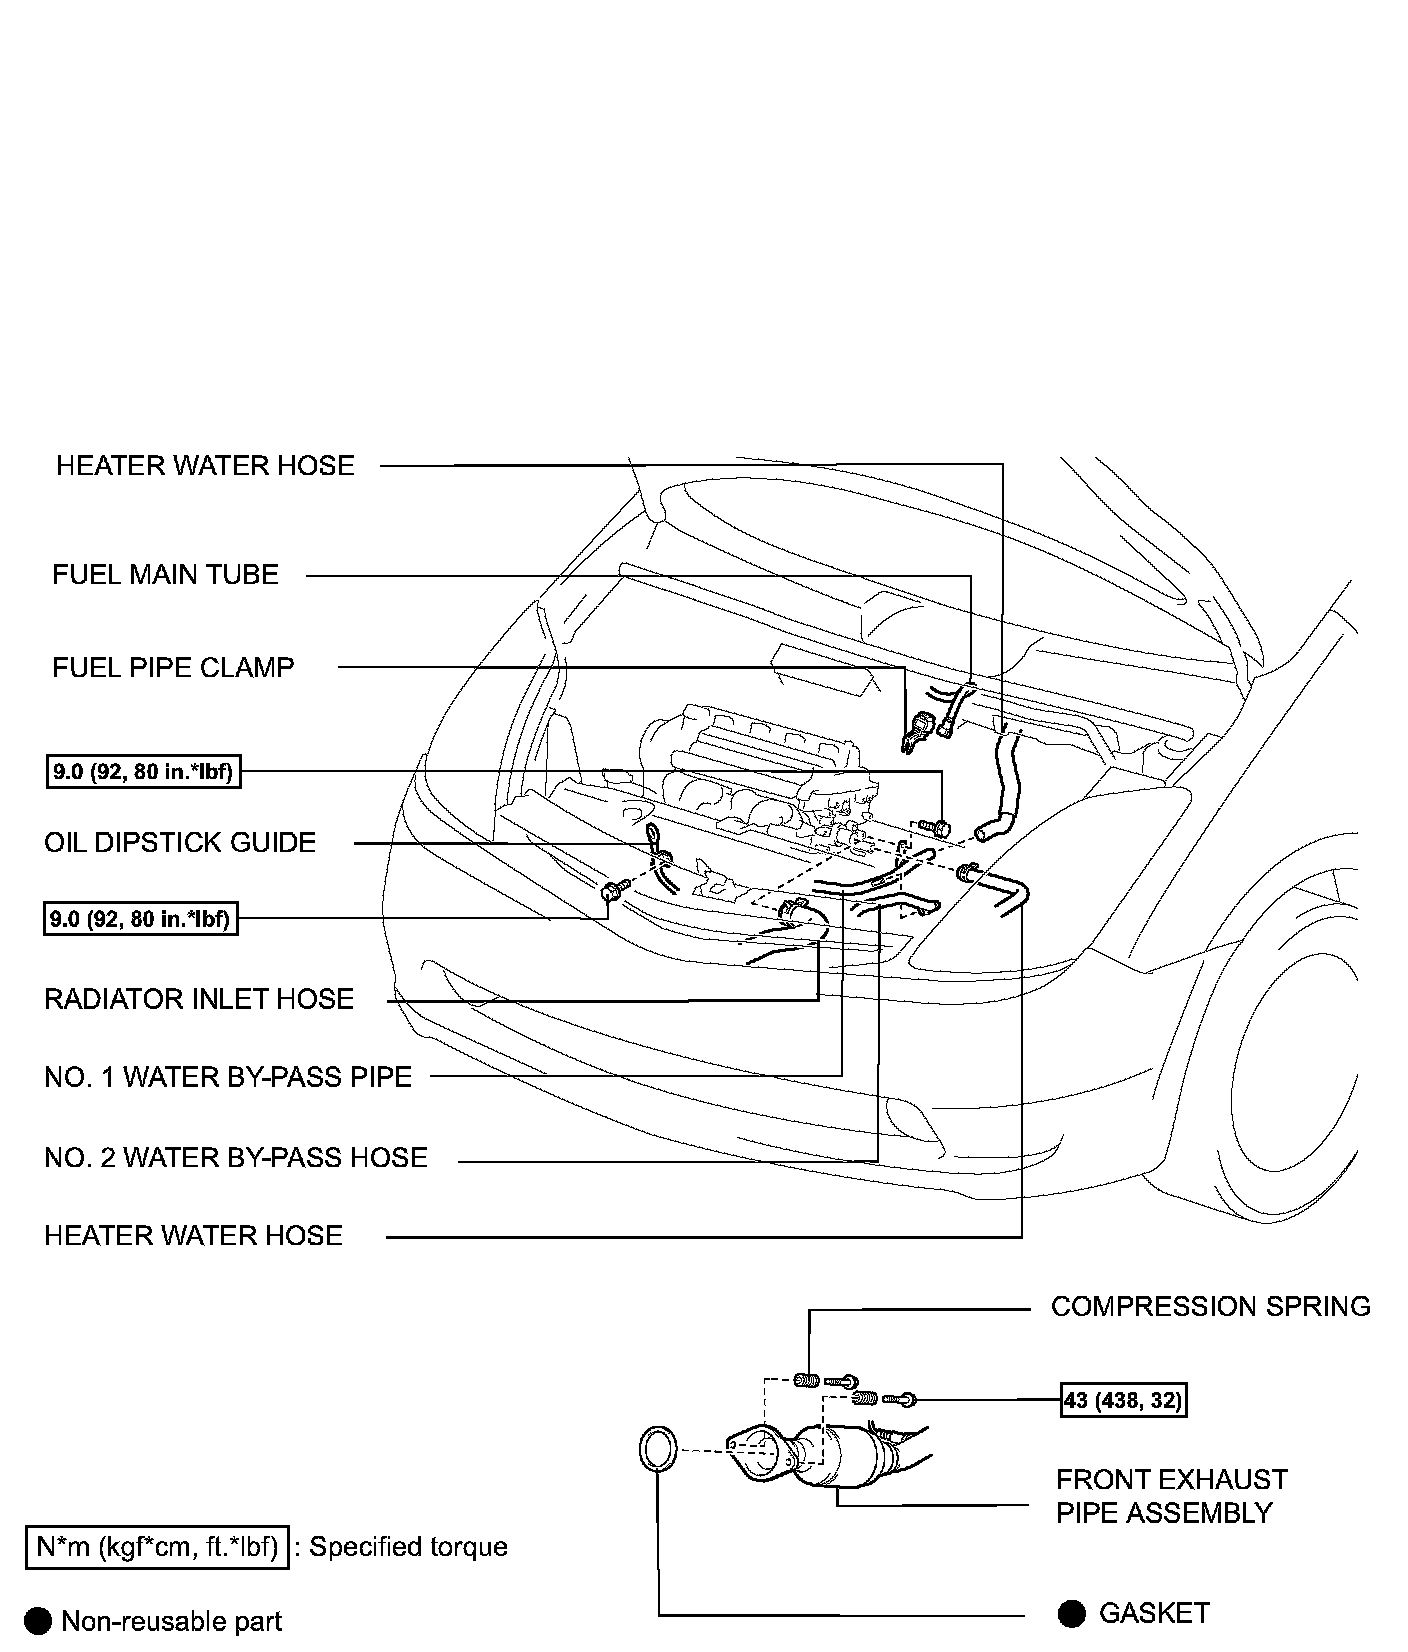 HEATER WATER HOSE
FUEL MAIN TUBE
FUEL PIPE CLAMP
9.0 (92, 80 in.*lbf)
OIL DIPSTICK GUIDE
9.0 (92, 80 in.*lbf)
RADIATOR INLET HOSE
NO. 1 WATER BY-PASS PIPE
NO. 2 WATER BY-PASS HOSE
HEATER WATER HOSE
COMPRESSION SPRING
43 (438, 32)
FRONT EXHAUST
PIPE ASSEMBLY
N*m (kgf*cm, ft.*lbf) : Specified torque
● Non-reusable part
● GASKET